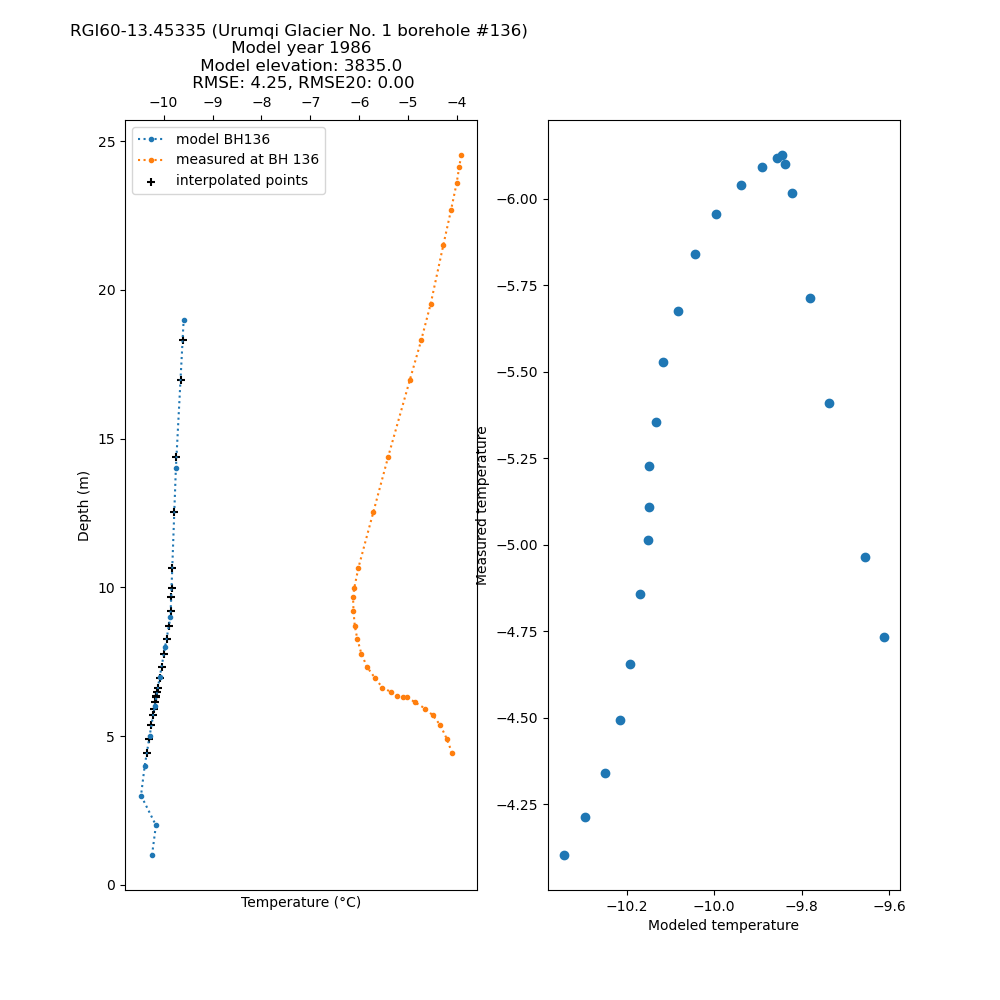 RGI60-13.45335 (Urumqi Glacier No. 1 borehole #136)
Model year 1986
Model elevation: 3835.0
RMSE: 4.25, RMSE20: 0.00
−10 −9 −8 −7 −6 −5 −4
model BH136
measured at BH 136
interpolated points
25
20
15
10
5
0
Depth (m)
Temperature (°C)
−6.00
−5.75
−5.50
−5.25
−5.00
−4.75
−4.50
−4.25
Measured temperature
−10.2 −10.0 −9.8 −9.6
Modeled temperature